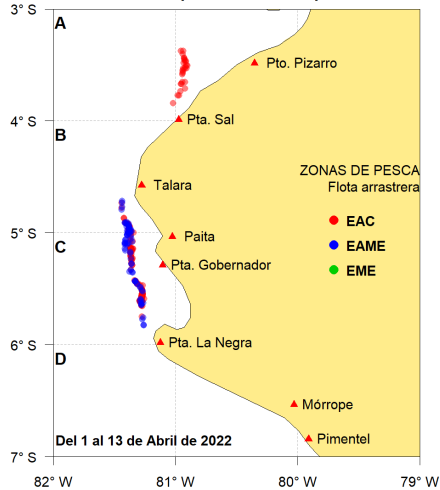 3° S
A
Pto. Pizarro
4° S
Pta. Sal
B
ZONAS DE PESCA
Flota arrastrera
Talara
EAC
5° S
Paita
C
EAME
Pta. Gobernador
EME
6° S
Pta. La Negra
D
Mórrope
Del 1 al 13 de Abril de 2022
Pimentel
7° S
82° W
81° W
80° W
79° W